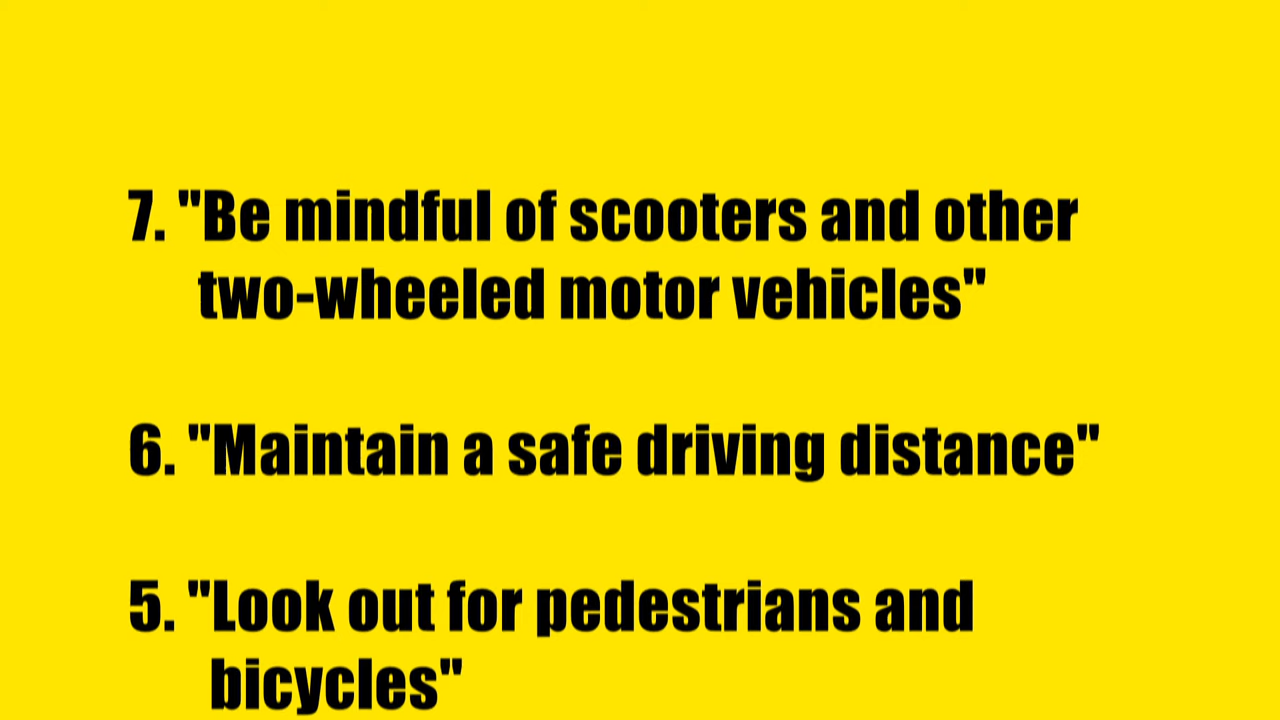 7. "Be mindful of scooters and other
two-wheeled motor vehicles"
6. "Maintain a safe driving distance"
5. "Look out for pedestrians and
bicycles"